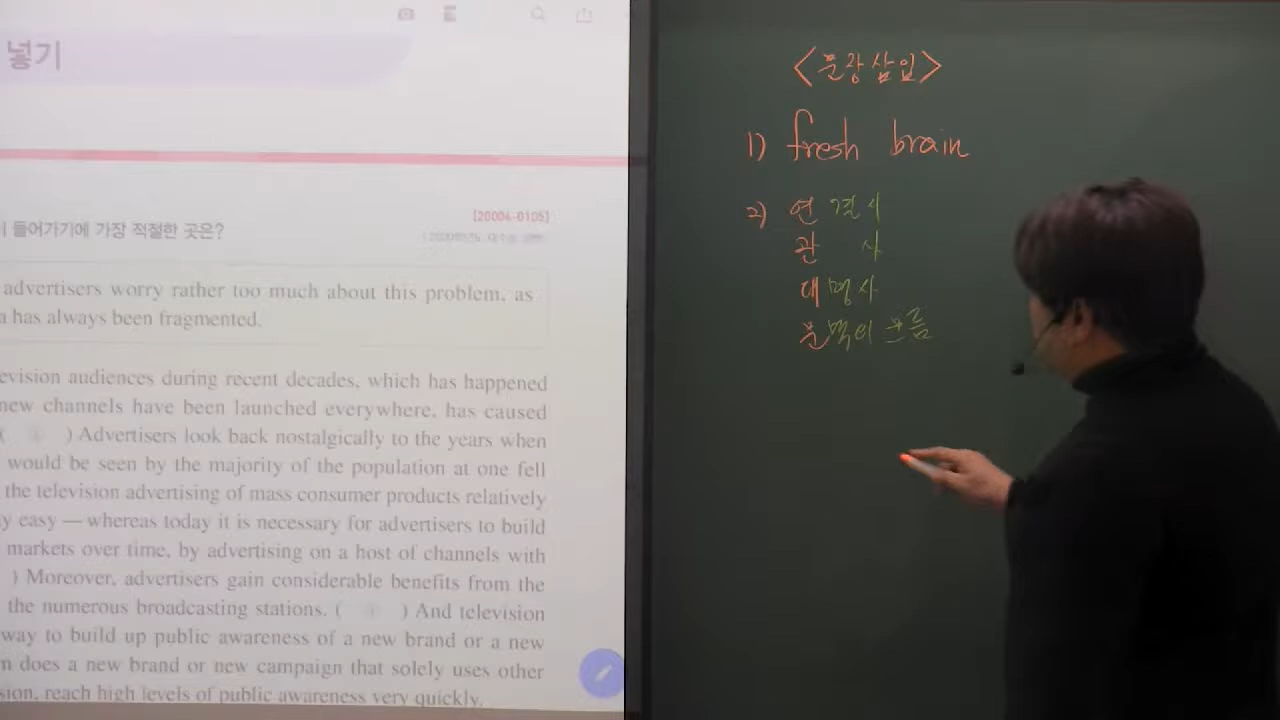 넣기
[20004-0105]
들어가기에 가장 적절한 곳은?
advertisers worry rather too much about this problem, as
a has always been fragmented.
evision audiences during recent decades, which has happened
new channels have been launched everywhere, has caused
( ① ) Advertisers look back nostalgically to the years when
would be seen by the majority of the population at one fell
the television advertising of mass consumer products relatively
y easy — whereas today it is necessary for advertisers to build
markets over time, by advertising on a host of channels with
) Moreover, advertisers gain considerable benefits from the
the numerous broadcasting stations. ( ) And television
way to build up public awareness of a new brand or a new
n does a new brand or new campaign that solely uses other
sion, reach high levels of public awareness very quickly.
<문장삽입>
1) fresh brain
2) 연결사
관 사
대명사
문맥의 흐름